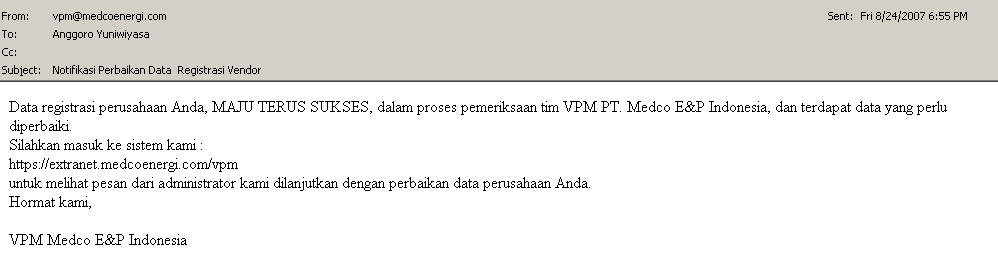 From: vpm@medcoenergi.com Sent: Fri 8/24/2007 6:55 PM
To: Anggoro Yuniwiyasa
Cc:
Subject: Notifikasi Perbaikan Data Registrasi Vendor
Data registrasi perusahaan Anda, MAJU TERUS SUKSES, dalam proses pemeriksaan tim VPM PT. Medco E&P Indonesia, dan terdapat data yang perlu
diperbaiki.
Silahkan masuk ke sistem kami :
https://extranet.medcoenergi.com/vpm
untuk melihat pesan dari administrator kami dilanjutkan dengan perbaikan data perusahaan Anda.
Hormat kami,
VPM Medco E&P Indonesia